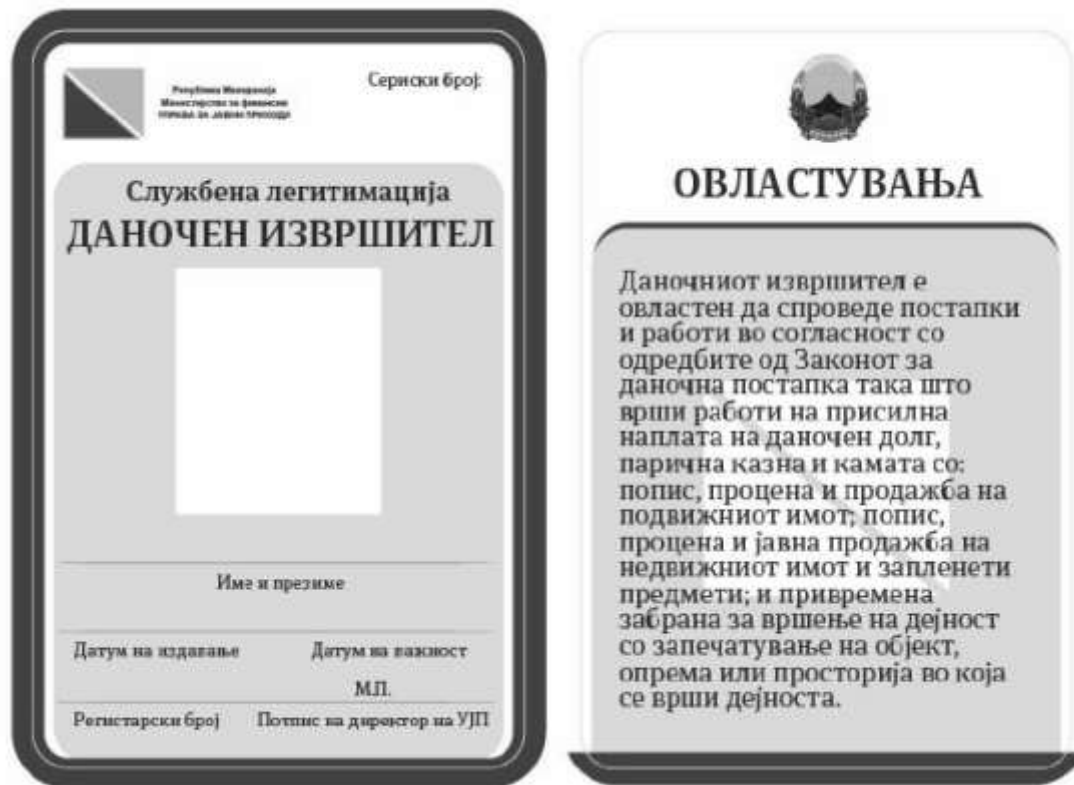 Република Македонија
Министерство за финансии
УПРАВА ЗА ЈАВНИ ПРИХОДИ
Сериски број:
Службена легитимација
ДАНОЧЕН ИЗВРШИТЕЛ
Име и презиме
Датум на издавање Датум на важност
М.П.
Регистарски број Потпис на директор на УЈП
ОВЛАСТУВАЊА
Даночниот извршител е
овластен да спроведе постапки
и работи во согласност со
одредбите од Законот за
даночна постапка така што
врши работи на присилна
наплата на даночен долг,
парична казна и камата со:
попис, процена и продажба на
подвижниот имот; попис,
процена и јавна продажба на
недвижниот имот и запленети
предмети; и привремена
забрана за вршење на дејност
со запечатување на објект,
опрема или просторија во која
се врши дејноста.